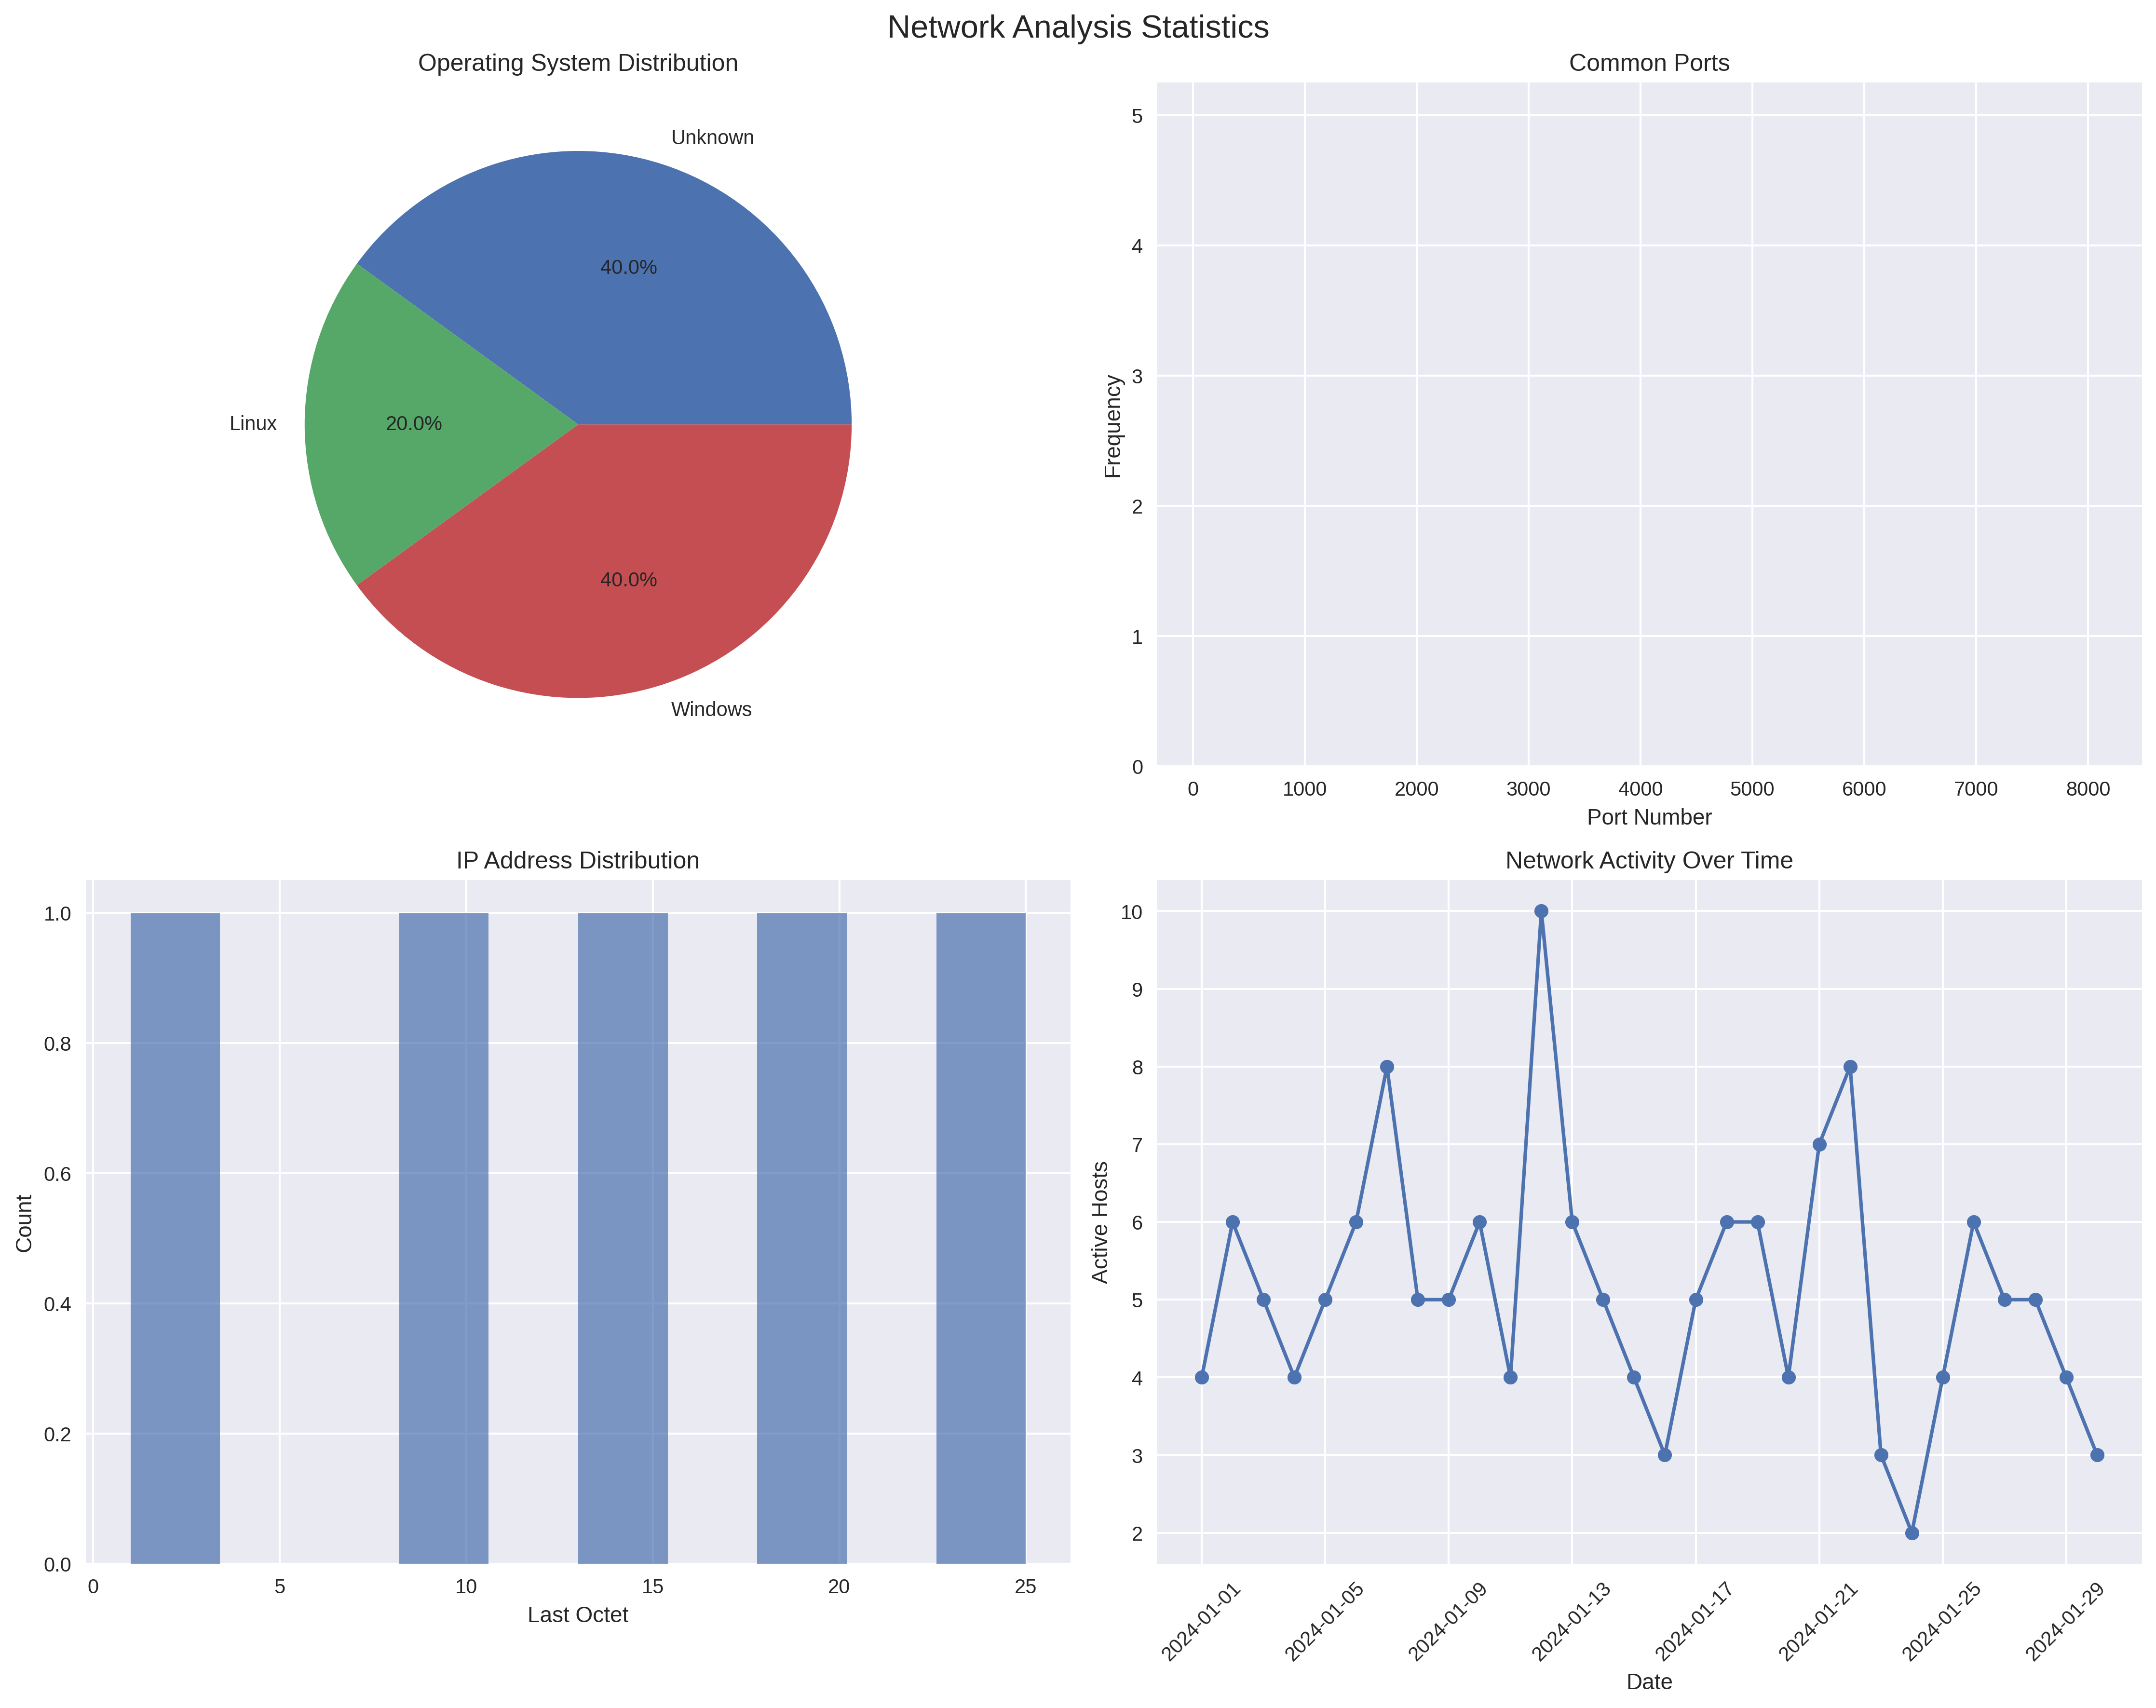 Network Analysis Statistics
Operating System Distribution
Unknown
40.0%
Linux
20.0%
40.0%
Windows
Common Ports
5
4
3
2
1
0
Frequency
0 1000 2000 3000 4000 5000 6000 7000 8000
Port Number
IP Address Distribution
1.0
0.8
0.6
0.4
0.2
0.0
Count
0 5 10 15 20 25
Last Octet
Network Activity Over Time
10
9
8
7
6
5
4
3
2
Active Hosts
2024-01-01 2024-01-05 2024-01-09 2024-01-13 2024-01-17 2024-01-21 2024-01-25 2024-01-29
Date